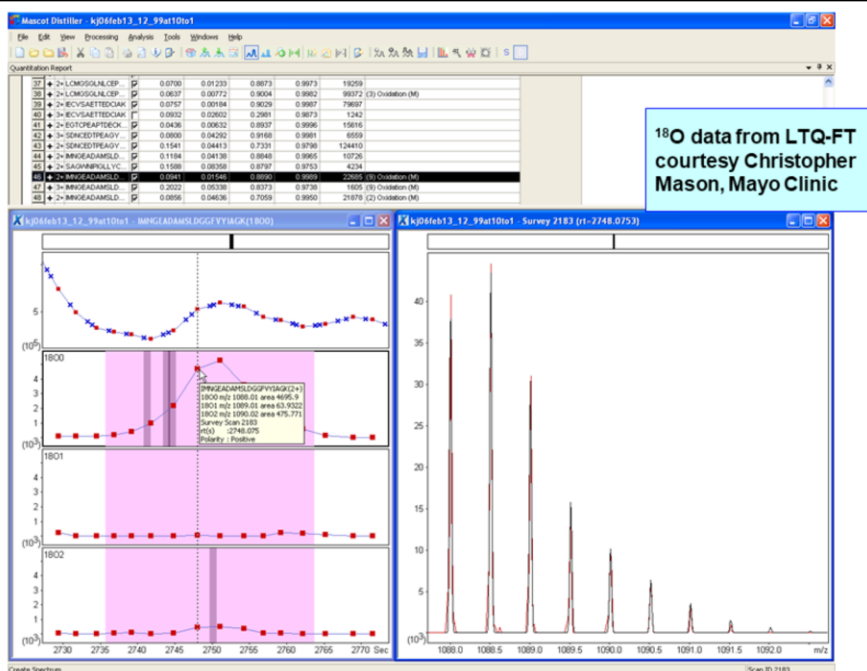 Mascot Distiller - kj06feb13_12_99at10to1
File Edit View Processing Analysis Tools Windows Help
Quantitation Report
37 2+ LCMGSGLNLCEP... 0.0700 0.01233 0.8873 0.9973 19259
38 2+ LCMGSGLNLCEP... 0.0637 0.00772 0.9004 0.9982 99372 (3) Oxidation (M)
39 2+ IECVSAETTEDCIAK 0.0757 0.00184 0.9029 0.9987 79697
40 3+ IECVSAETTEDCIAK 0.0932 0.02602 0.2981 0.9873 1242
41 2+ EGTCPEAPTDECK... 0.0436 0.00632 0.8937 0.9996 15616
42 3+ SDNCEDTPEAGY... 0.0800 0.04292 0.9168 0.9981 6559
43 2+ SDNCEDTPEAGY... 0.1541 0.04413 0.7331 0.9798 124410
44 2+ IMNGEADAMSLD... 0.1184 0.04138 0.8848 0.9965 10726
45 2+ SAGWNIPIGLLYC... 0.1588 0.08358 0.8797 0.9753 4234
46 2+ IMNGEADAMSLD... 0.0941 0.01546 0.8890 0.9989 22685 (9) Oxidation (M)
47 3+ IMNGEADAMSLD... 0.2022 0.05338 0.8373 0.9738 1605 (9) Oxidation (M)
48 2+ IMNGEADAMSLD... 0.0856 0.04636 0.7059 0.9950 21878 (2) Oxidation (M)
18O data from LTQ-FT
courtesy Christopher
Mason, Mayo Clinic
kj06feb13_12_99at10to1 - IMNGEADAMSLDGGFVYIAGK(18O0)
5
(10⁵)
18O0
4
3
2
1
(10³)
IMNGEADAMSLDGGFVYIAGK(2+)
18O0 m/z 1088.01 area 4695.9
18O1 m/z 1089.01 area 63.9322
18O2 m/z 1090.02 area 475.771
Survey Scan 2183
rt(s) :2748.075
Polarity : Positive
18O1
4
3
2
1
(10³)
18O2
4
3
2
1
(10³)
2730 2735 2740 2745 2750 2755 2760 2765 2770 Sec
kj06feb13_12_99at10to1 - Survey 2183 (rt=2748.0753)
40
35
30
25
20
15
10
5
(10³)
1088.0 1088.5 1089.0 1089.5 1090.0 1090.5 1091.0 1091.5 1092.0 m/z
Create Spectrum
Scan ID 2183